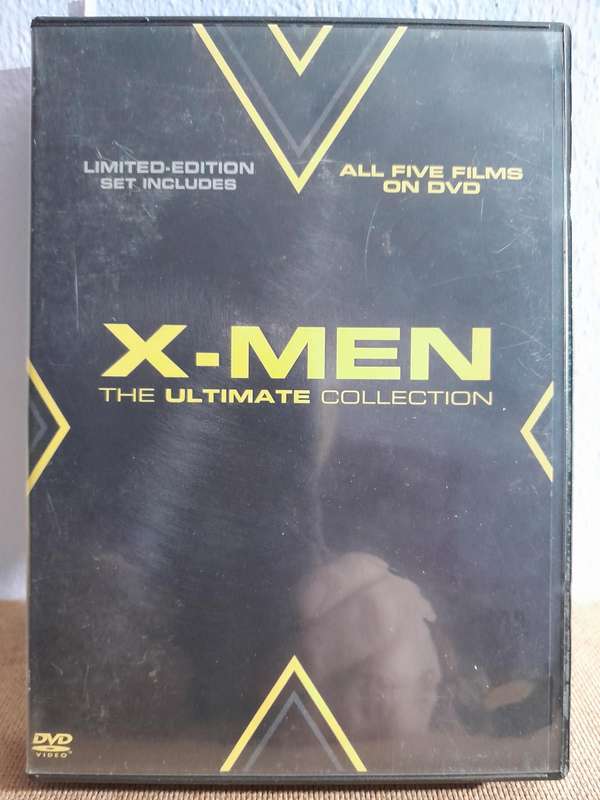 LIMITED-EDITION
SET INCLUDES
ALL FIVE FILMS
ON DVD
X-MEN
THE ULTIMATE COLLECTION
DVD
VIDEO